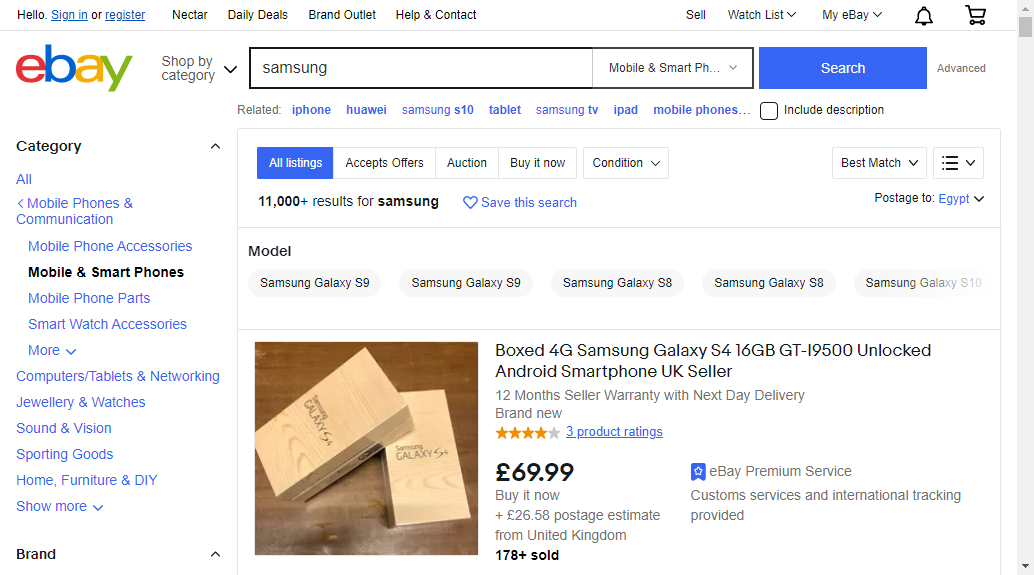 Hello. Sign in or register Nectar Daily Deals Brand Outlet Help & Contact Sell Watch List My eBay
ebay Shop by category samsung Mobile & Smart Ph... Search Advanced
Related: iphone huawei samsung s10 tablet samsung tv ipad mobile phones... Include description
Category
All
Mobile Phones & Communication
Mobile Phone Accessories
Mobile & Smart Phones
Mobile Phone Parts
Smart Watch Accessories
More
Computers/Tablets & Networking
Jewellery & Watches
Sound & Vision
Sporting Goods
Home, Furniture & DIY
Show more
Brand
All listings Accepts Offers Auction Buy it now Condition Best Match
11,000+ results for samsung Save this search Postage to: Egypt
Model
Samsung Galaxy S9 Samsung Galaxy S9 Samsung Galaxy S8 Samsung Galaxy S8 Samsung Galaxy S10
Samsung
GALAXY S4
Samsung
GALAXY S4
Boxed 4G Samsung Galaxy S4 16GB GT-I9500 Unlocked
Android Smartphone UK Seller
12 Months Seller Warranty with Next Day Delivery
Brand new
3 product ratings
£69.99
Buy it now
+ £26.58 postage estimate
from United Kingdom
178+ sold
eBay Premium Service
Customs services and international tracking
provided